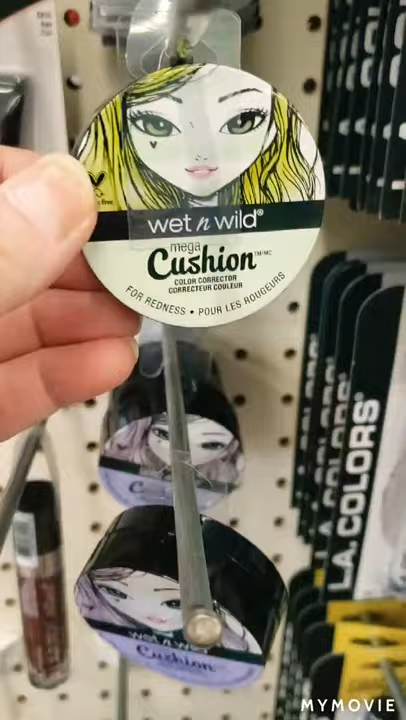 wet n wild®
mega
Cushion™/MC
COLOR CORRECTOR
CORRECTEUR COULEUR
FOR REDNESS • POUR LES ROUGEURS
wet n wild
Cushion
L.A. COLORS®
MYMOVIE